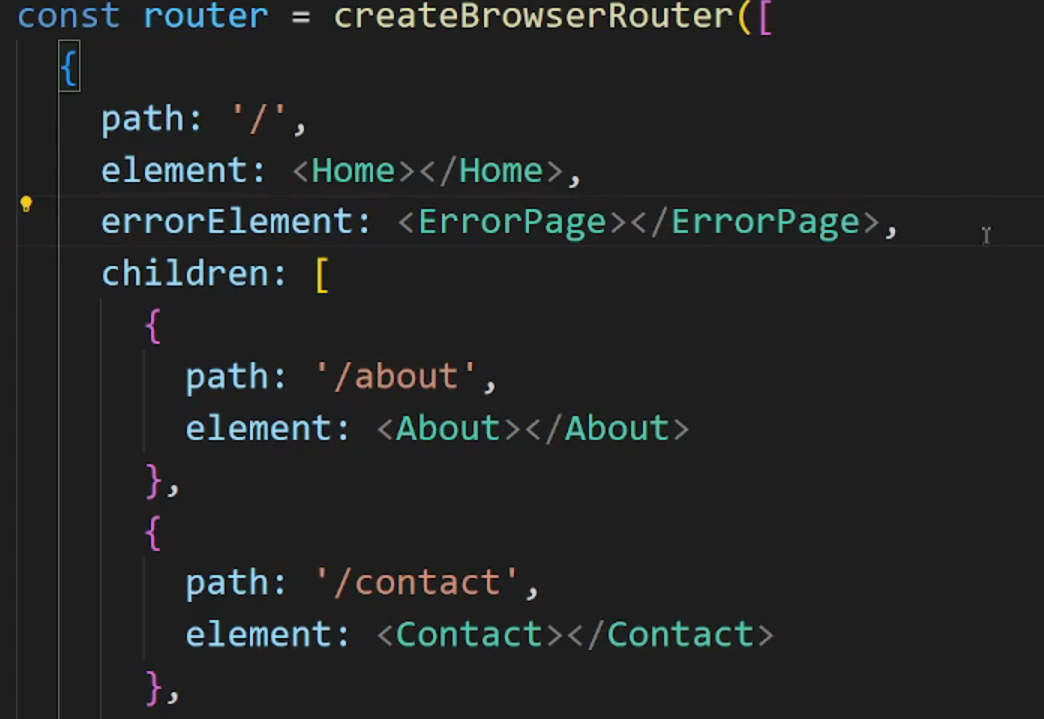 const router = createBrowserRouter([
{
path: '/',
element: <Home></Home>,
errorElement: <ErrorPage></ErrorPage>,
children: [
{
path: '/about',
element: <About></About>
},
{
path: '/contact',
element: <Contact></Contact>
},